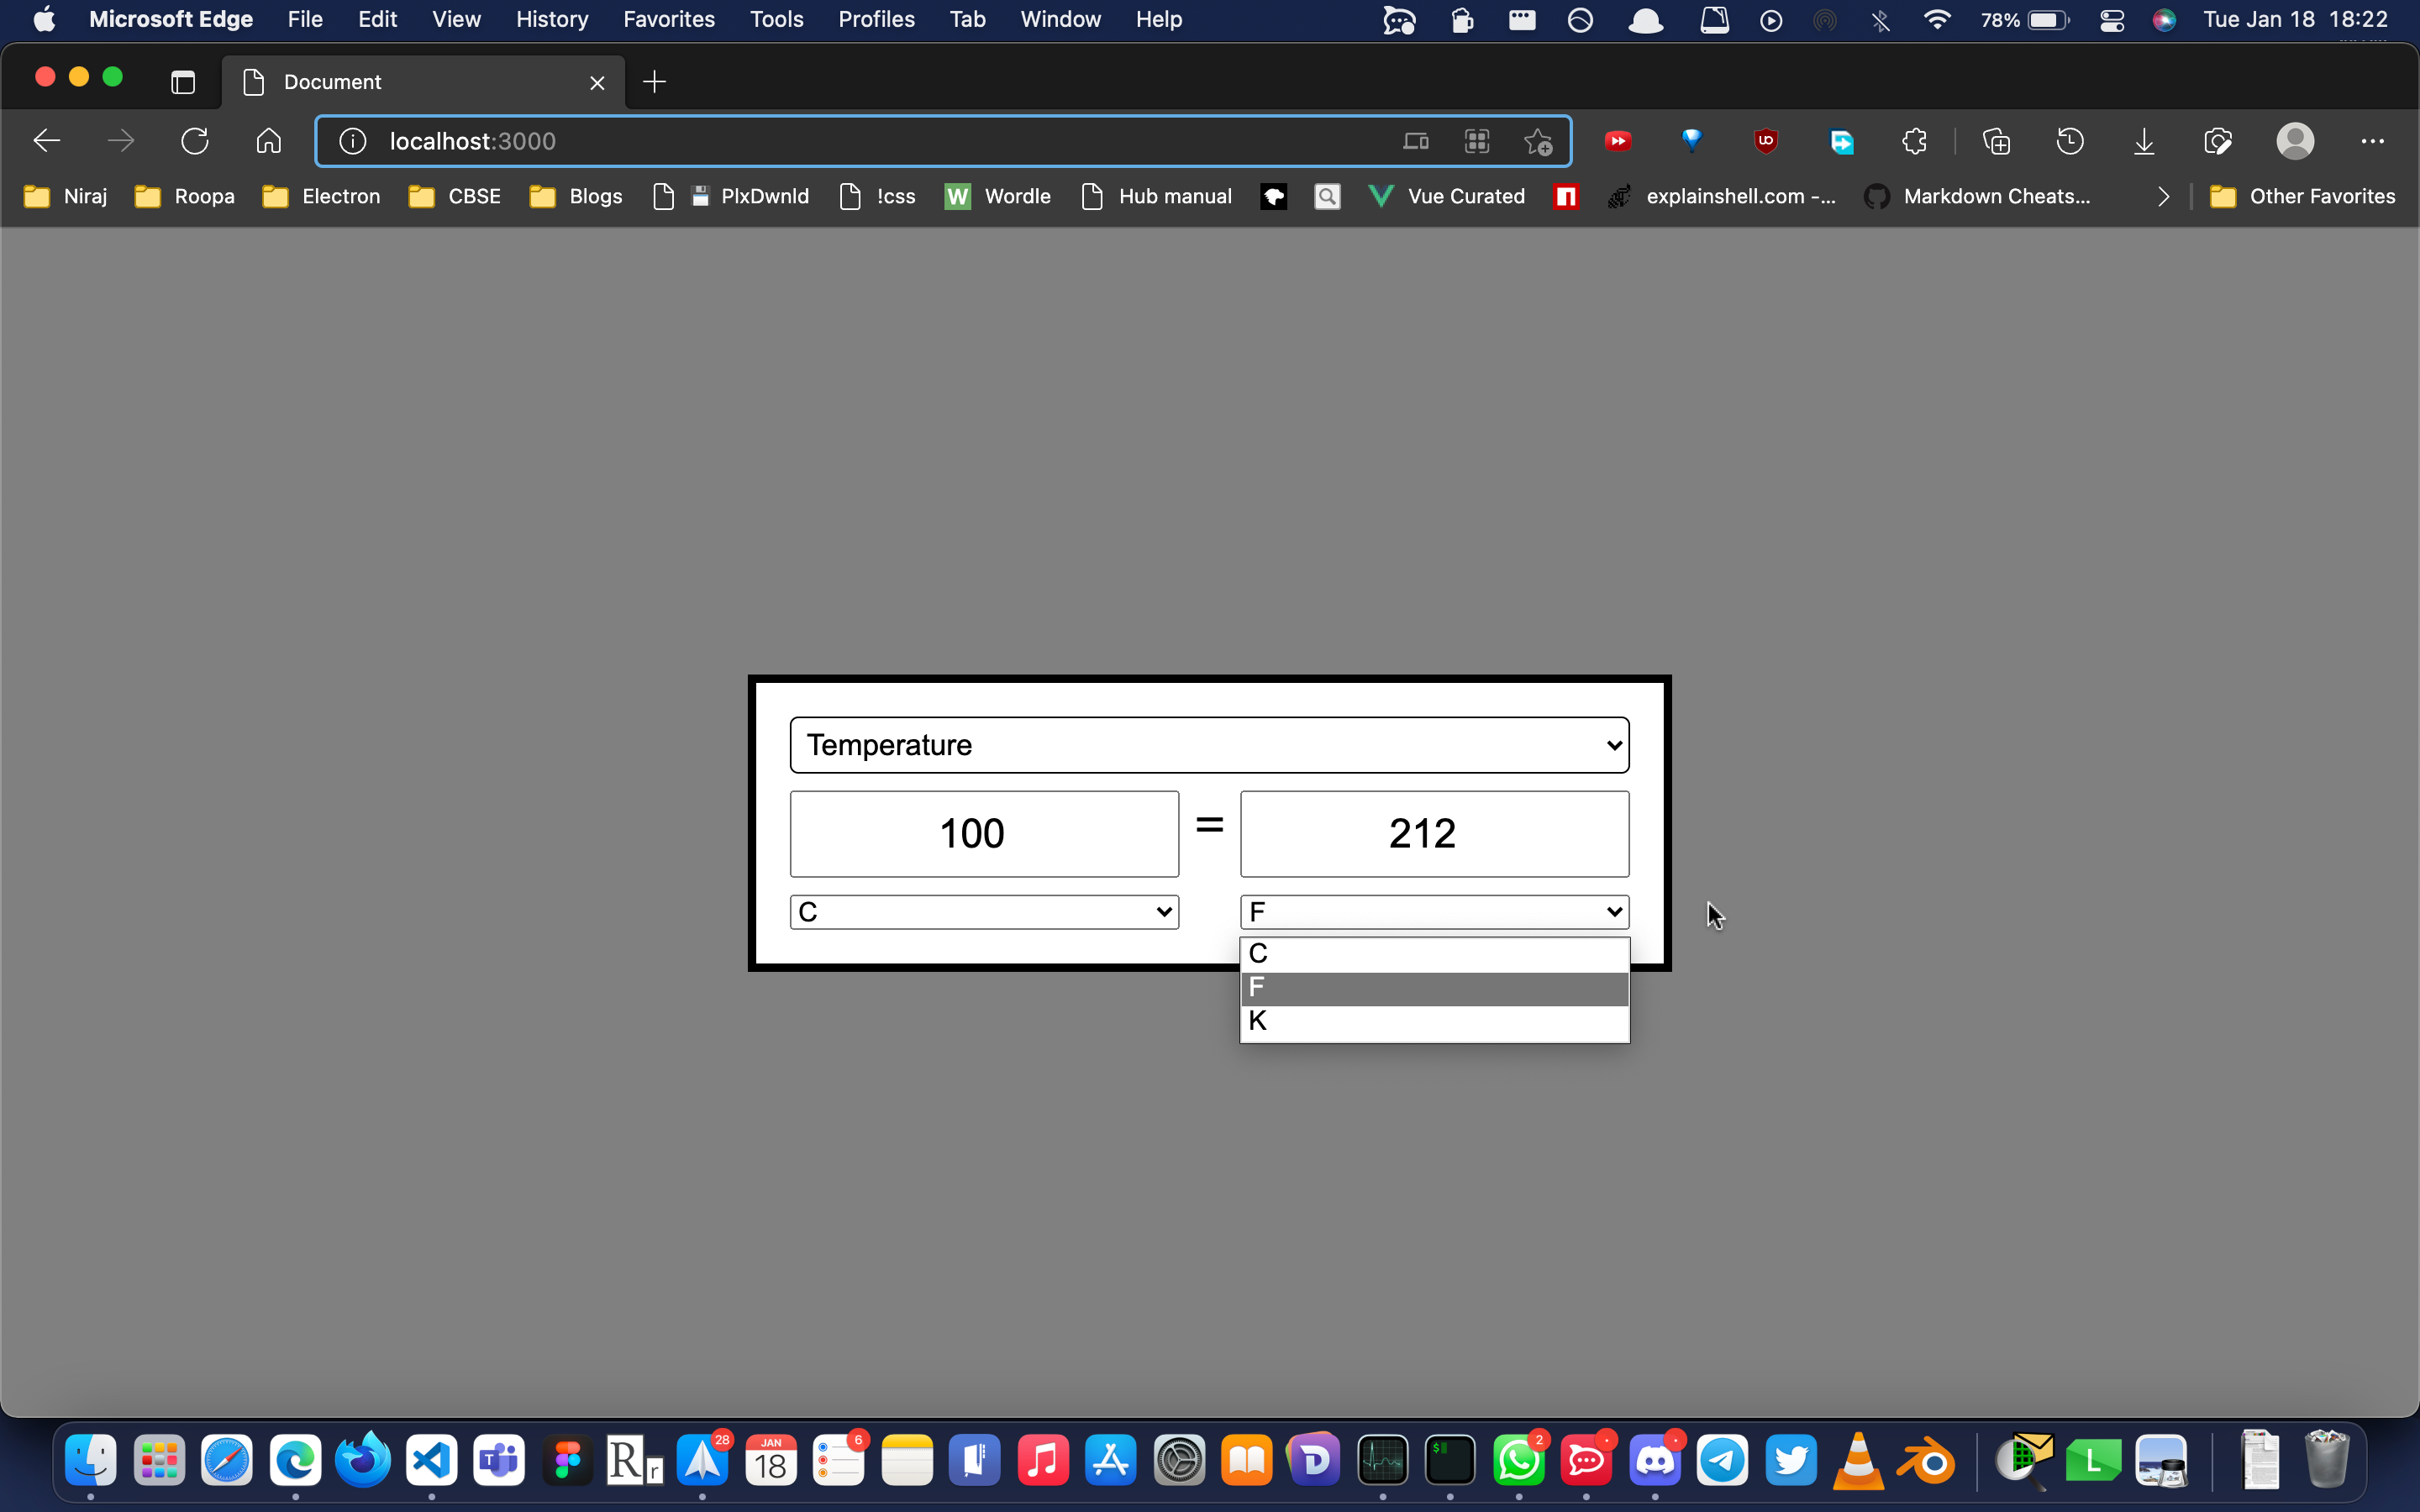 Microsoft Edge File Edit View History Favorites Tools Profiles Tab Window Help 78% Tue Jan 18 18:22
Document
localhost:3000
Niraj Roopa Electron CBSE Blogs PlxDwnld !css W Wordle Hub manual Vue Curated n explainshell.com -... Markdown Cheats... Other Favorites
Temperature
100 = 212
C F
C
F
K
28 JAN 6 2
18
R r T D $ L